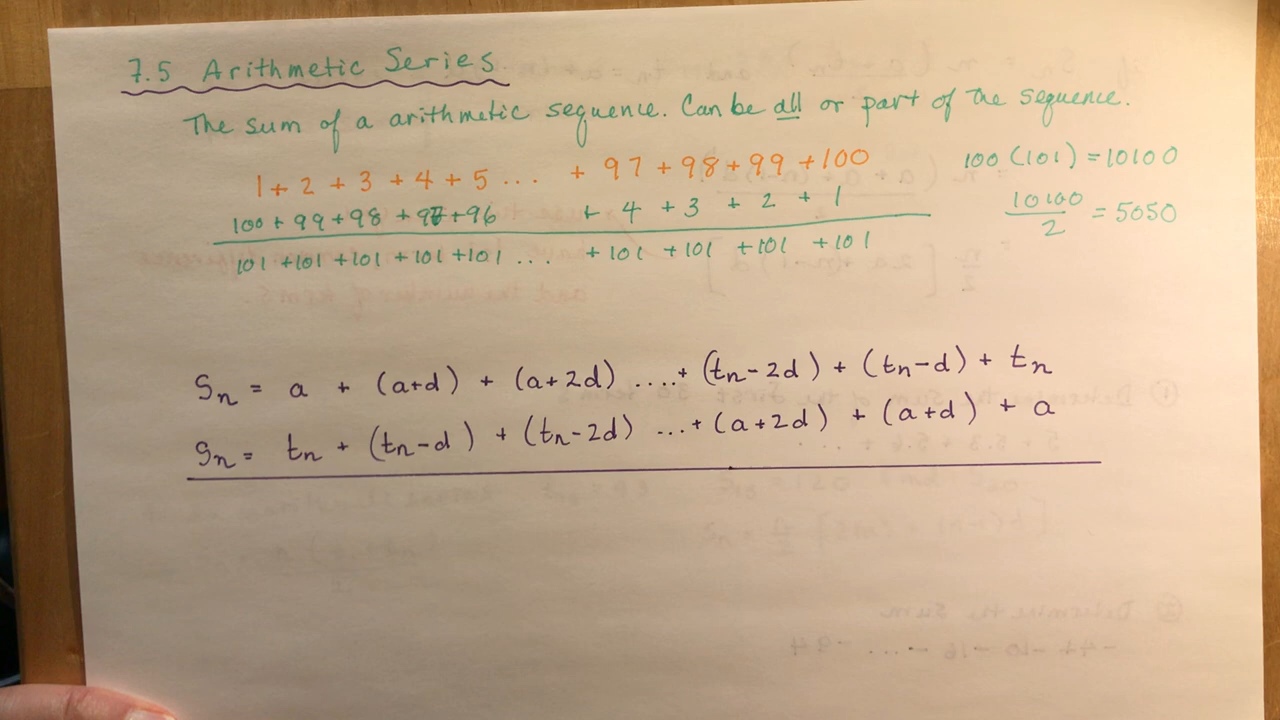 7.5 Arithmetic Series.
The sum of a arithmetic sequence. Can be all or part of the sequence.
1 + 2 + 3 + 4 + 5 ... + 97 + 98 + 99 + 100
100 (101) = 10100
100 + 99 + 98 + 97 + 96 + 4 + 3 + 2 + 1
10100/2 = 5050
101 + 101 + 101 + 101 + 101 ... + 101 + 101 + 101 + 101
Sn = a + (a+d) + (a+2d) ....+ (tn-2d) + (tn-d) + tn
Sn = tn + (tn-d) + (tn-2d) ...+ (a+2d) + (a+d) + a